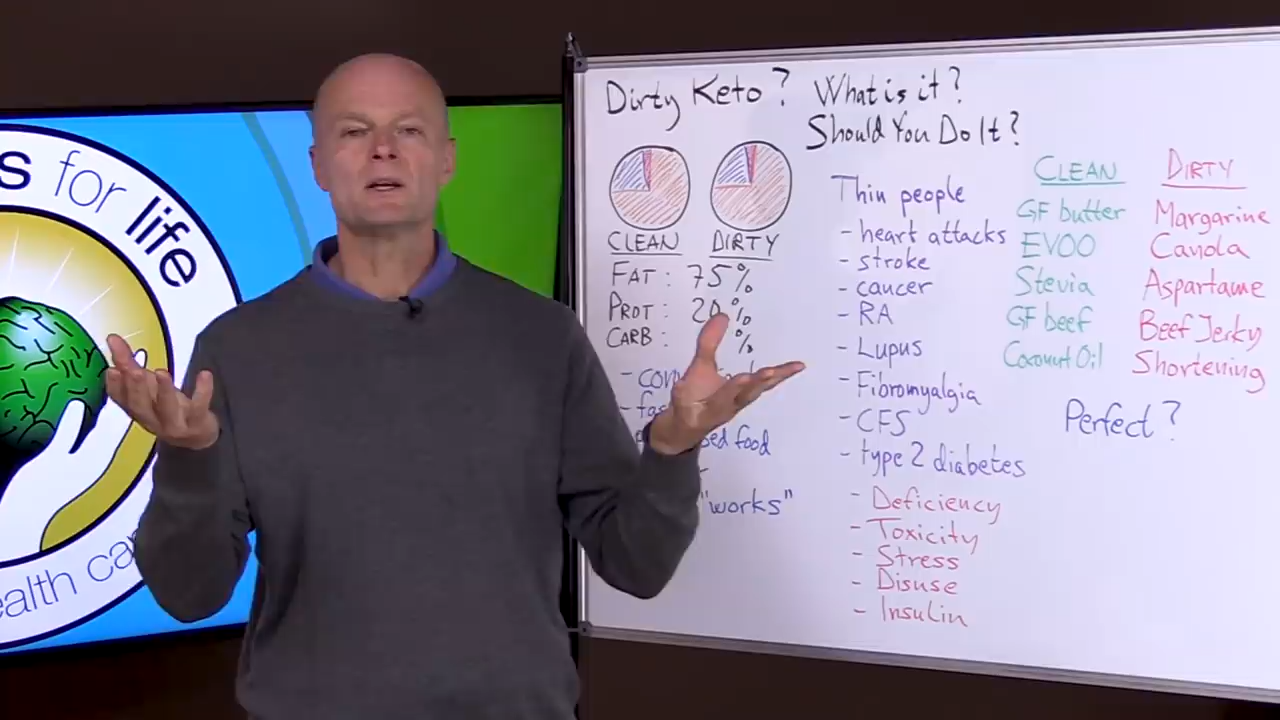 s for life
ealth ca
Dirty Keto? What is it?
Should You Do It?
CLEAN DIRTY
FAT: 75%
PROT: 20%
CARB: %
- 
- 
sed food
"works"
Thin people
- heart attacks
- stroke
- cancer
- RA
- Lupus
- Fibromyalgia
- CFS
- type 2 diabetes
- Deficiency
- Toxicity
- Stress
- Disuse
- Insulin
CLEAN DIRTY
GF butter Margarine
EVOO Canola
Stevia Aspartame
GF beef Beef Jerky
Coconut Oil Shortening
Perfect?